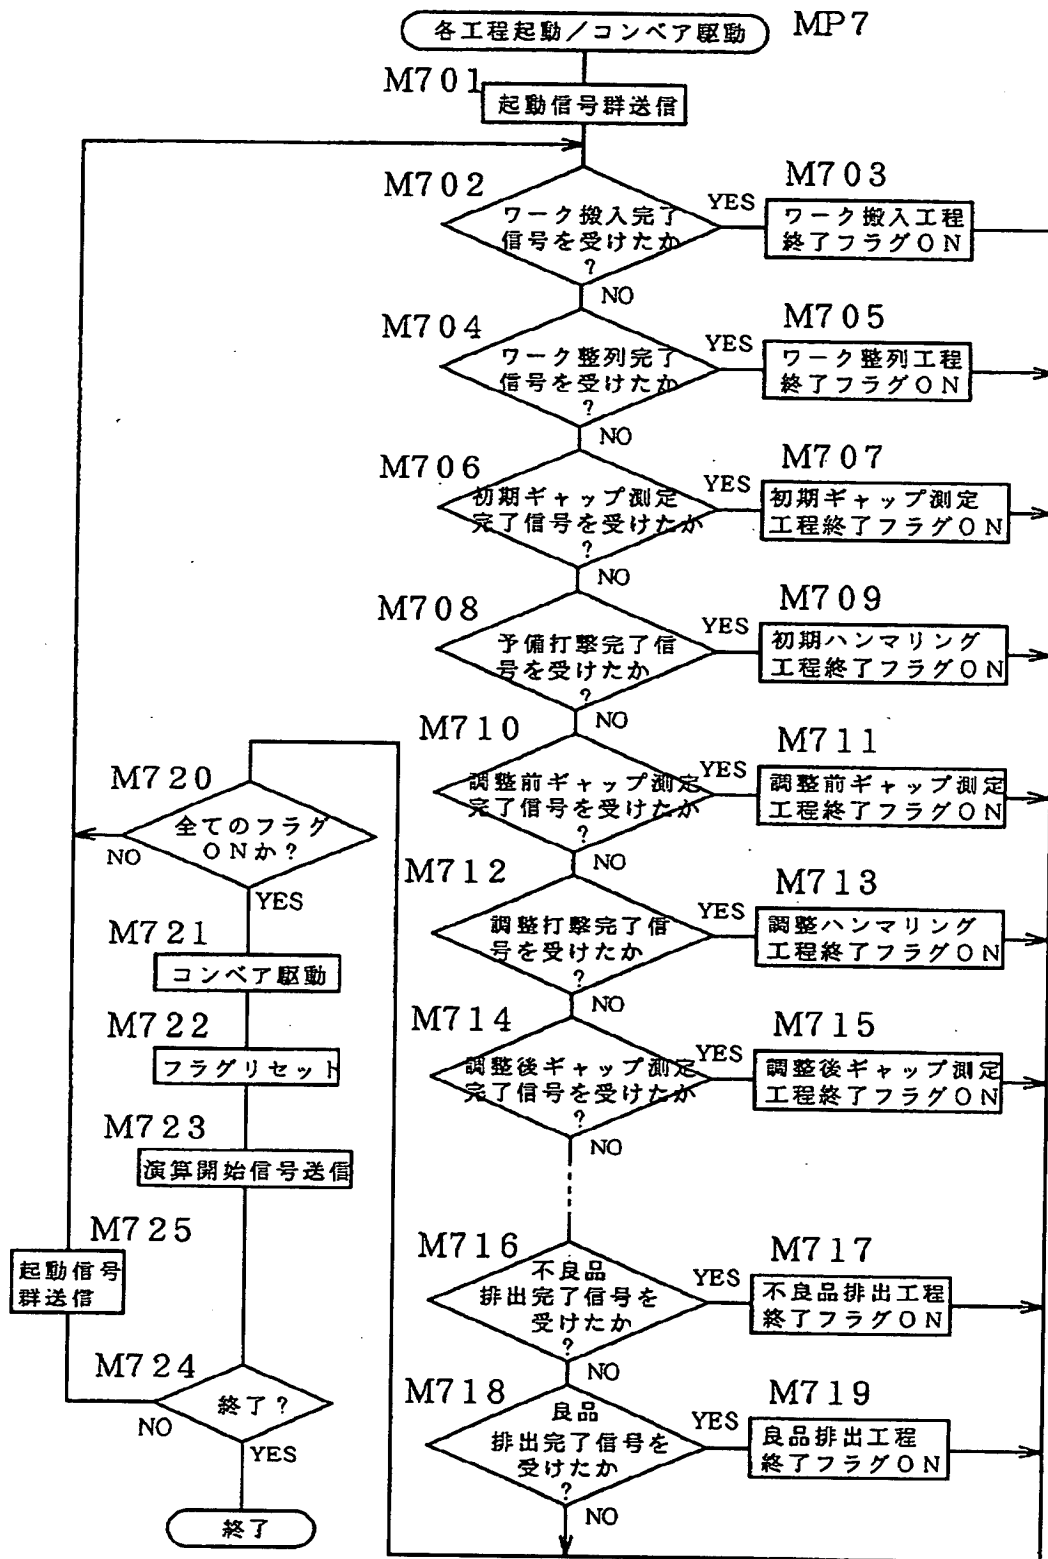 各工程起動／コンベア駆動
MP7
M701
起動信号群送信
M702
ワーク搬入完了
信号を受けたか
?
YES
NO
M703
ワーク搬入工程
終了フラグON
M704
ワーク整列完了
信号を受けたか
?
YES
NO
M705
ワーク整列工程
終了フラグON
M706
初期ギャップ測定
完了信号を受けたか
?
YES
NO
M707
初期ギャップ測定
工程終了フラグON
M708
予備打撃完了信
号を受けたか
?
YES
NO
M709
初期ハンマリング
工程終了フラグON
M710
調整前ギャップ測定
完了信号を受けたか
?
YES
NO
M711
調整前ギャップ測定
工程終了フラグON
M712
調整打撃完了信
号を受けたか
?
YES
NO
M713
調整ハンマリング
工程終了フラグON
M714
調整後ギャップ測定
完了信号を受けたか
?
YES
NO
M715
調整後ギャップ測定
工程終了フラグON
M716
不良品
排出完了信号を
受けたか
?
YES
NO
M717
不良品排出工程
終了フラグON
M718
良品
排出完了信号を
受けたか
?
YES
NO
M719
良品排出工程
終了フラグON
M720
全てのフラグ
ONか?
NO
YES
M721
コンベア駆動
M722
フラグリセット
M723
演算開始信号送信
M725
起動信号
群送信
M724
終了?
NO
YES
終了